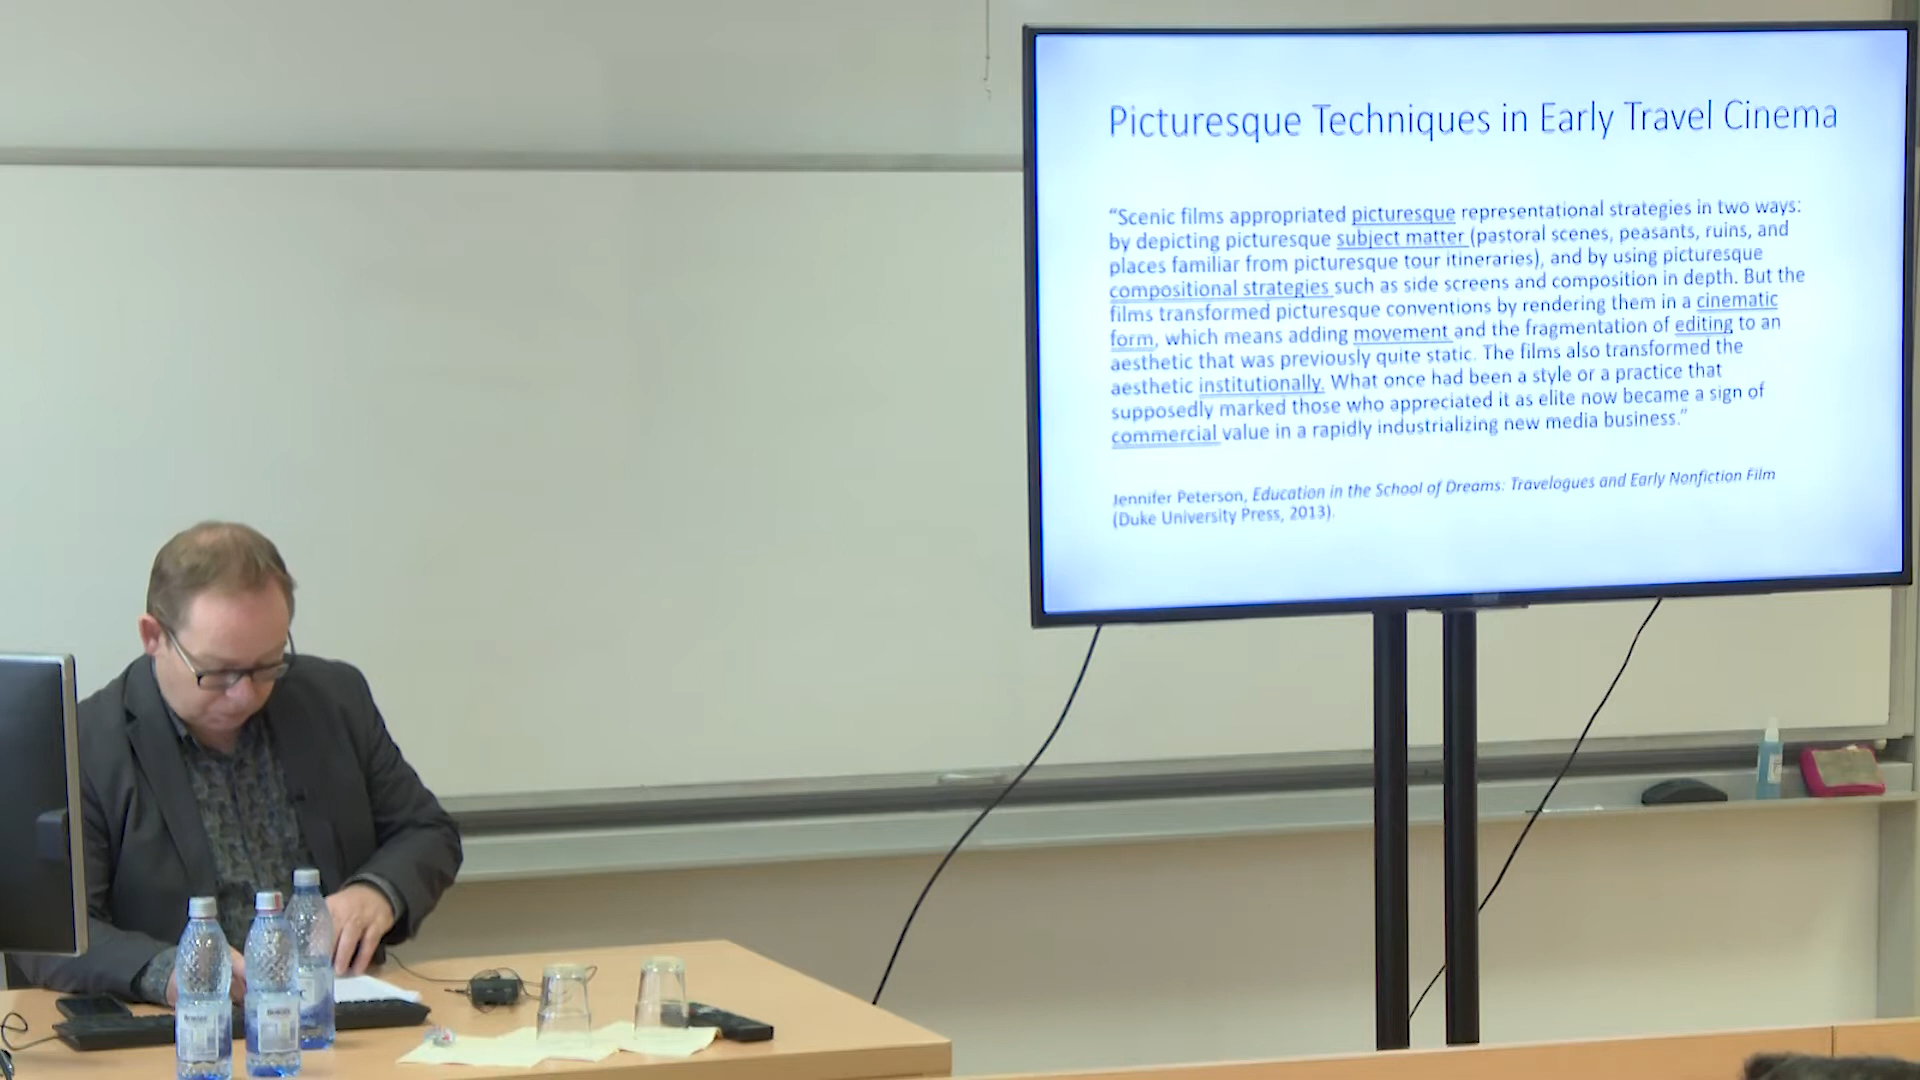 Picturesque Techniques in Early Travel Cinema
“Scenic films appropriated picturesque representational strategies in two ways:
by depicting picturesque subject matter (pastoral scenes, peasants, ruins, and
places familiar from picturesque tour itineraries), and by using picturesque
compositional strategies such as side screens and composition in depth. But the
films transformed picturesque conventions by rendering them in a cinematic
form, which means adding movement and the fragmentation of editing to an
aesthetic that was previously quite static. The films also transformed the
aesthetic institutionally. What once had been a style or a practice that
supposedly marked those who appreciated it as elite now became a sign of
commercial value in a rapidly industrializing new media business.”
Jennifer Peterson, Education in the School of Dreams: Travelogues and Early Nonfiction Film
(Duke University Press, 2013).